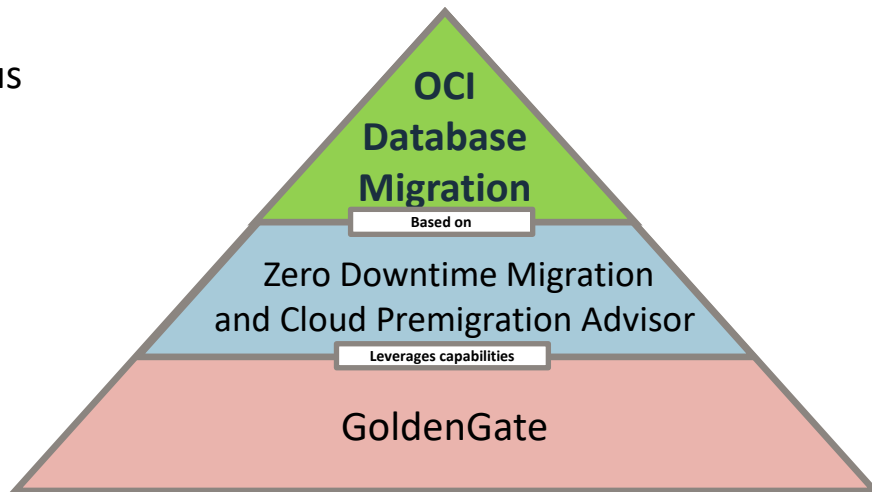 OCI
Database
Migration
Based on
Zero Downtime Migration
and Cloud Premigration Advisor
Leverages capabilities
GoldenGate